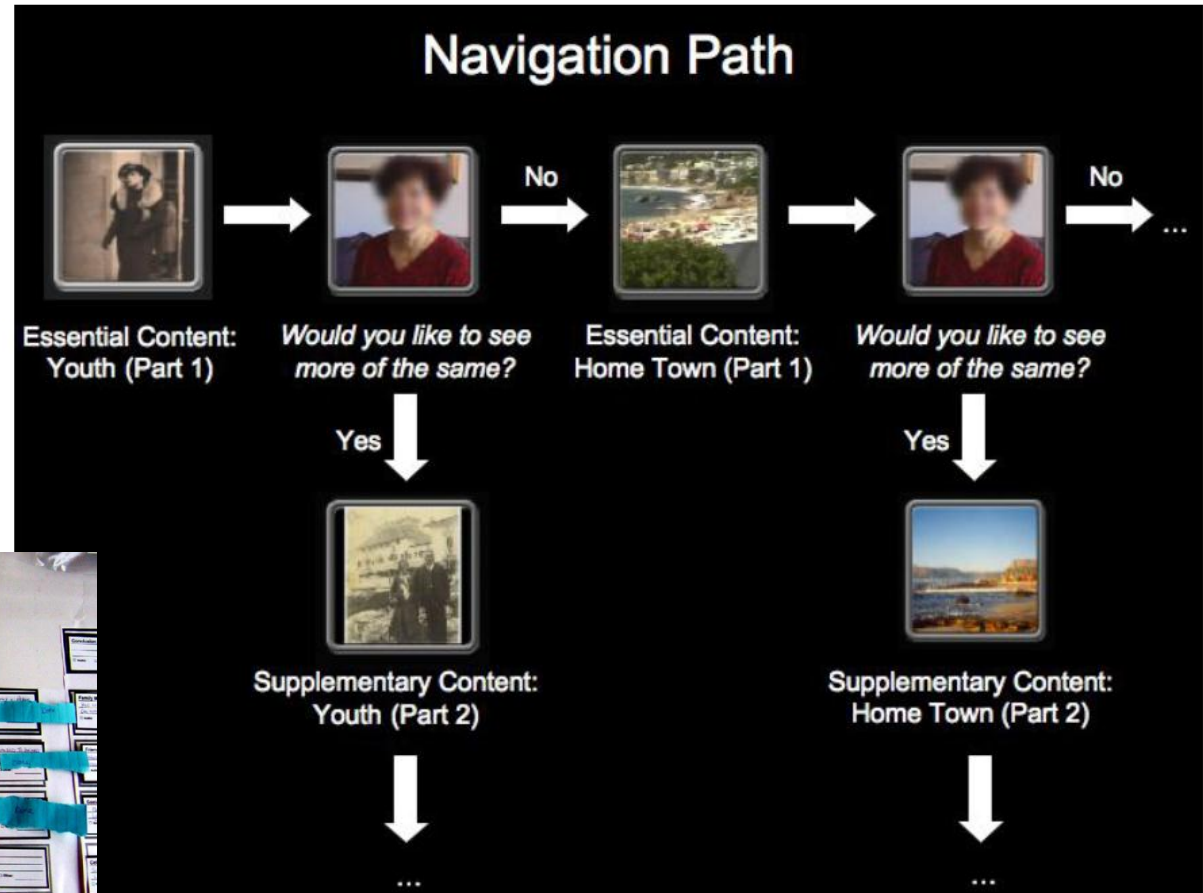 Navigation Path
No
No
...
Essential Content:
Youth (Part 1)
Would you like to see
more of the same?
Essential Content:
Home Town (Part 1)
Would you like to see
more of the same?
Yes
Yes
Supplementary Content:
Youth (Part 2)
Supplementary Content:
Home Town (Part 2)
...
...